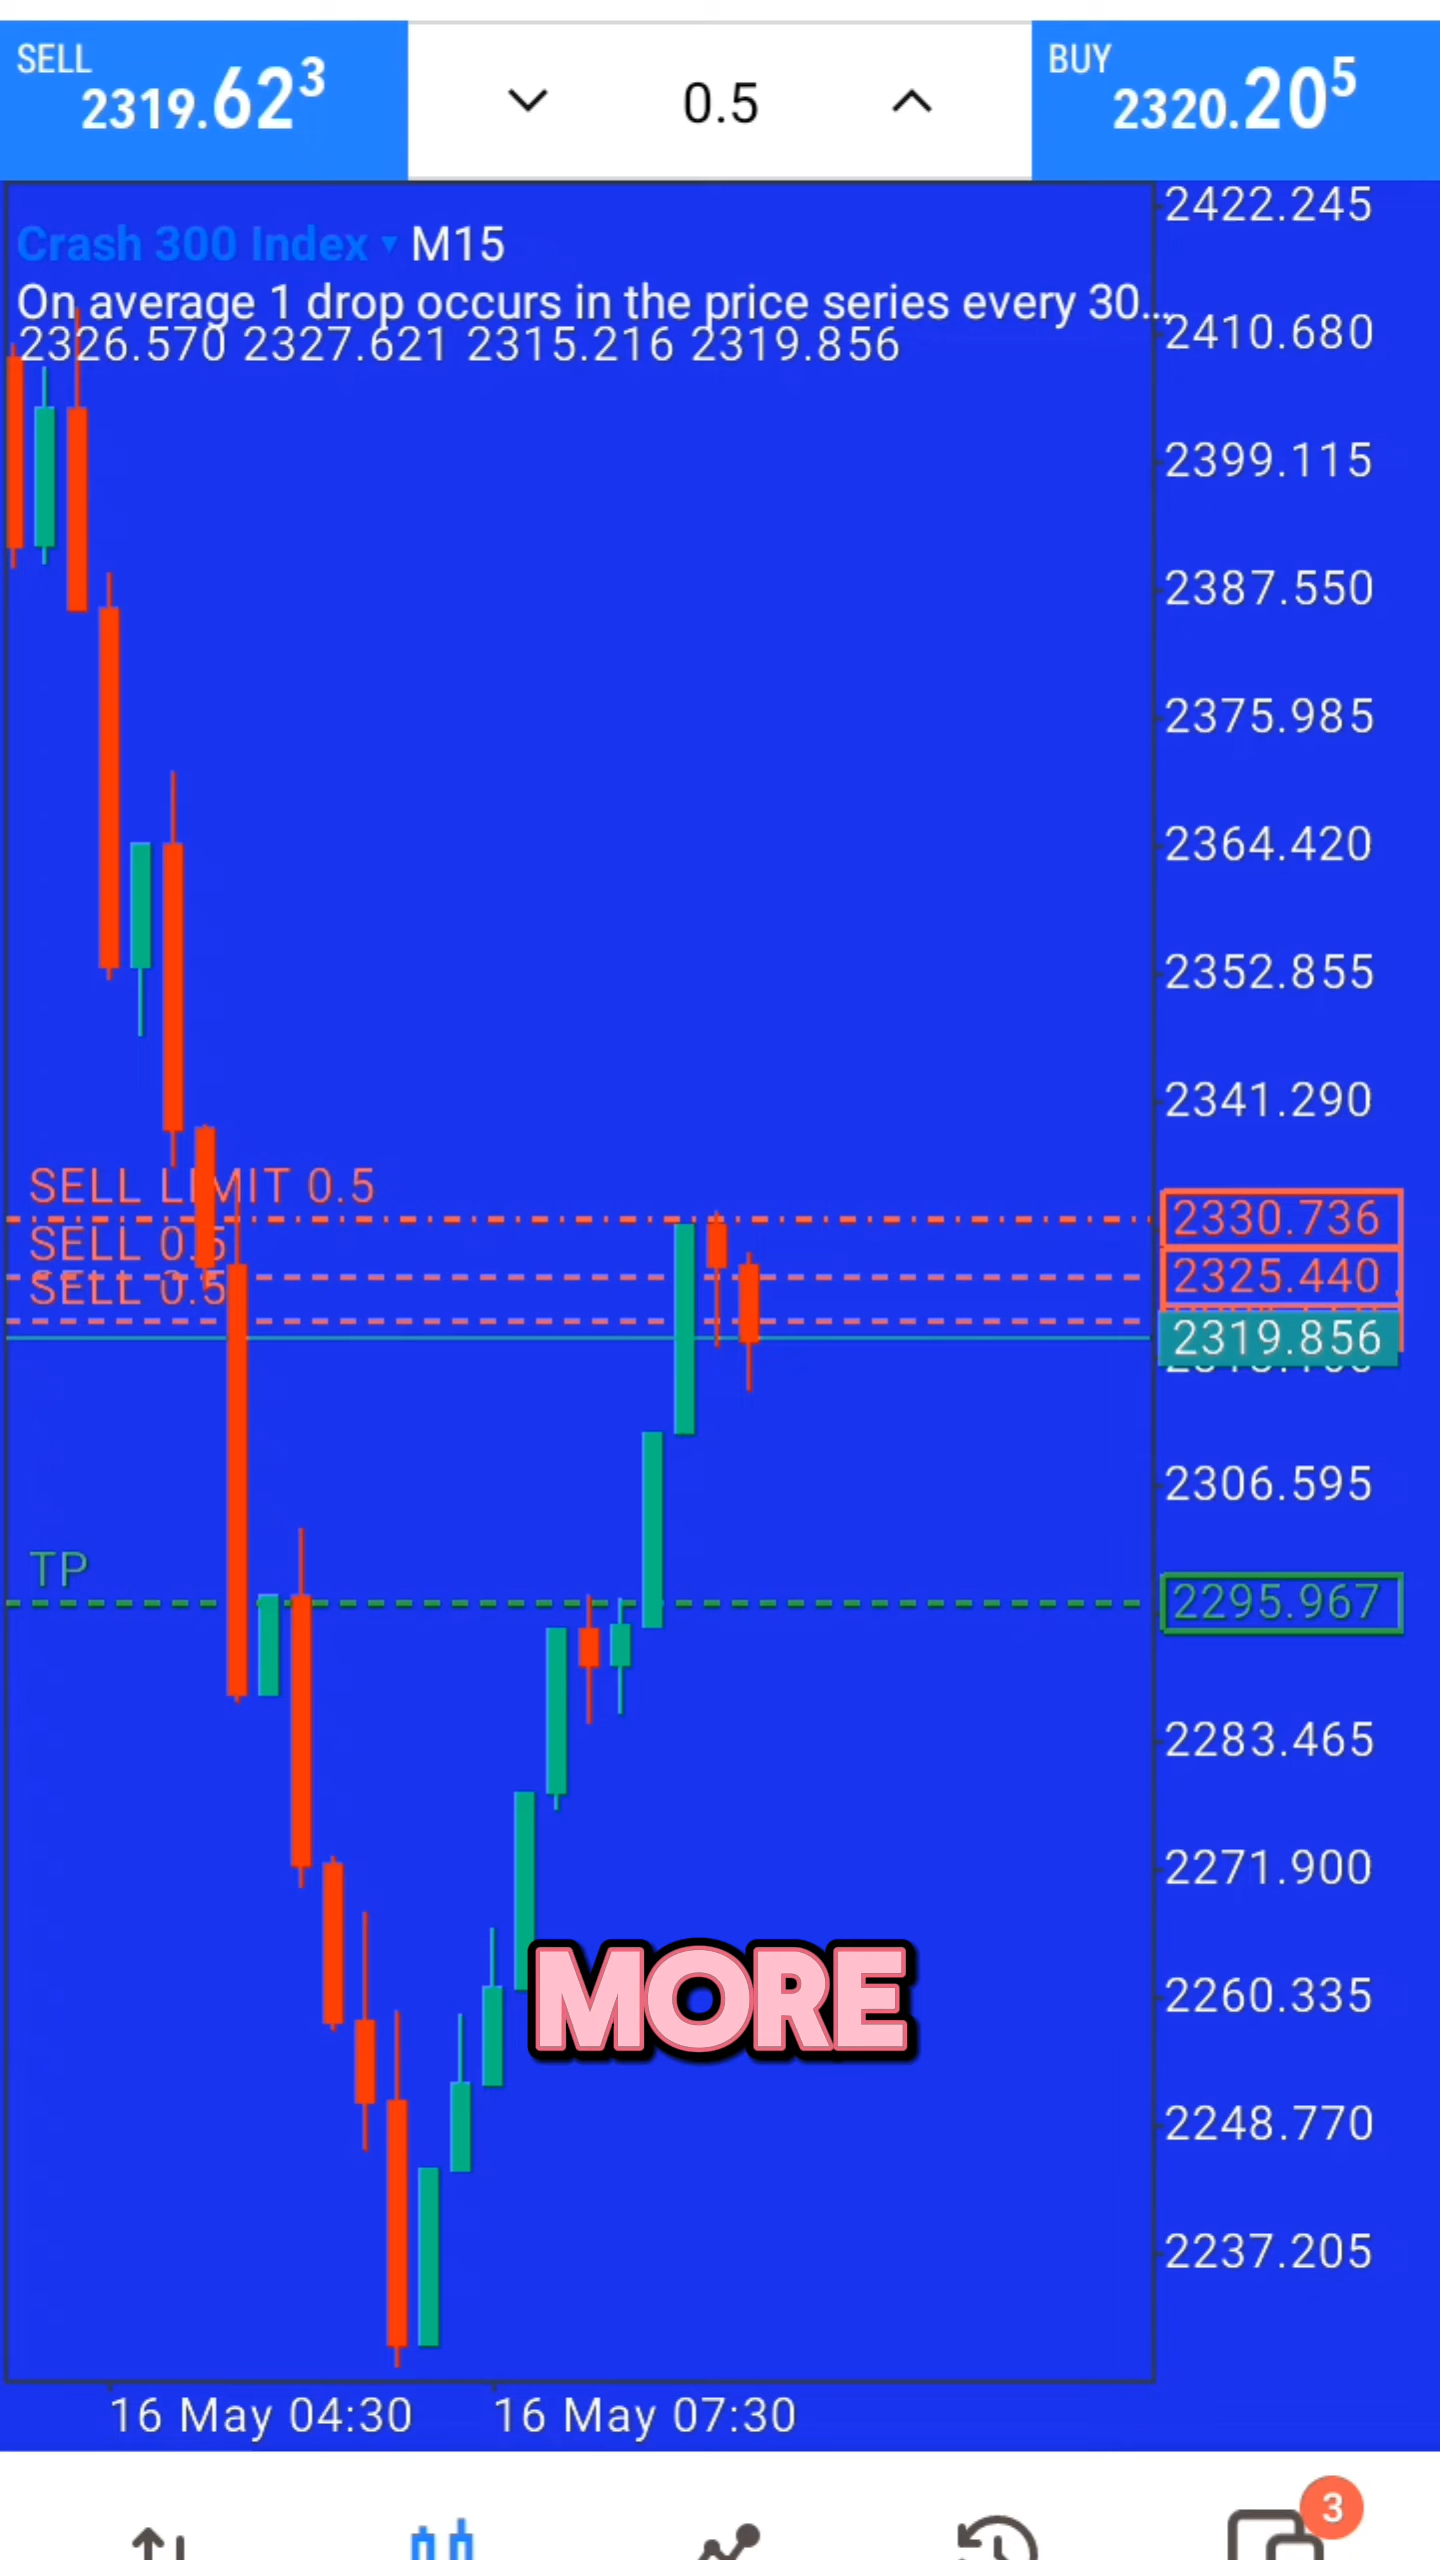 SELL
2319.623
0.5
BUY
2320.205
2422.245
Crash 300 Index ▾ M15
On average 1 drop occurs in the price series every 30...
2410.680
2326.570 2327.621 2315.216 2319.856
2399.115
2387.550
2375.985
2364.420
2352.855
2341.290
SELL LIMIT 0.5
2330.736
SELL 0.5
2325.440
SELL 0.5
2319.856
2306.595
TP
2295.967
2283.465
2271.900
MORE
2260.335
2248.770
2237.205
16 May 04:30
16 May 07:30
3